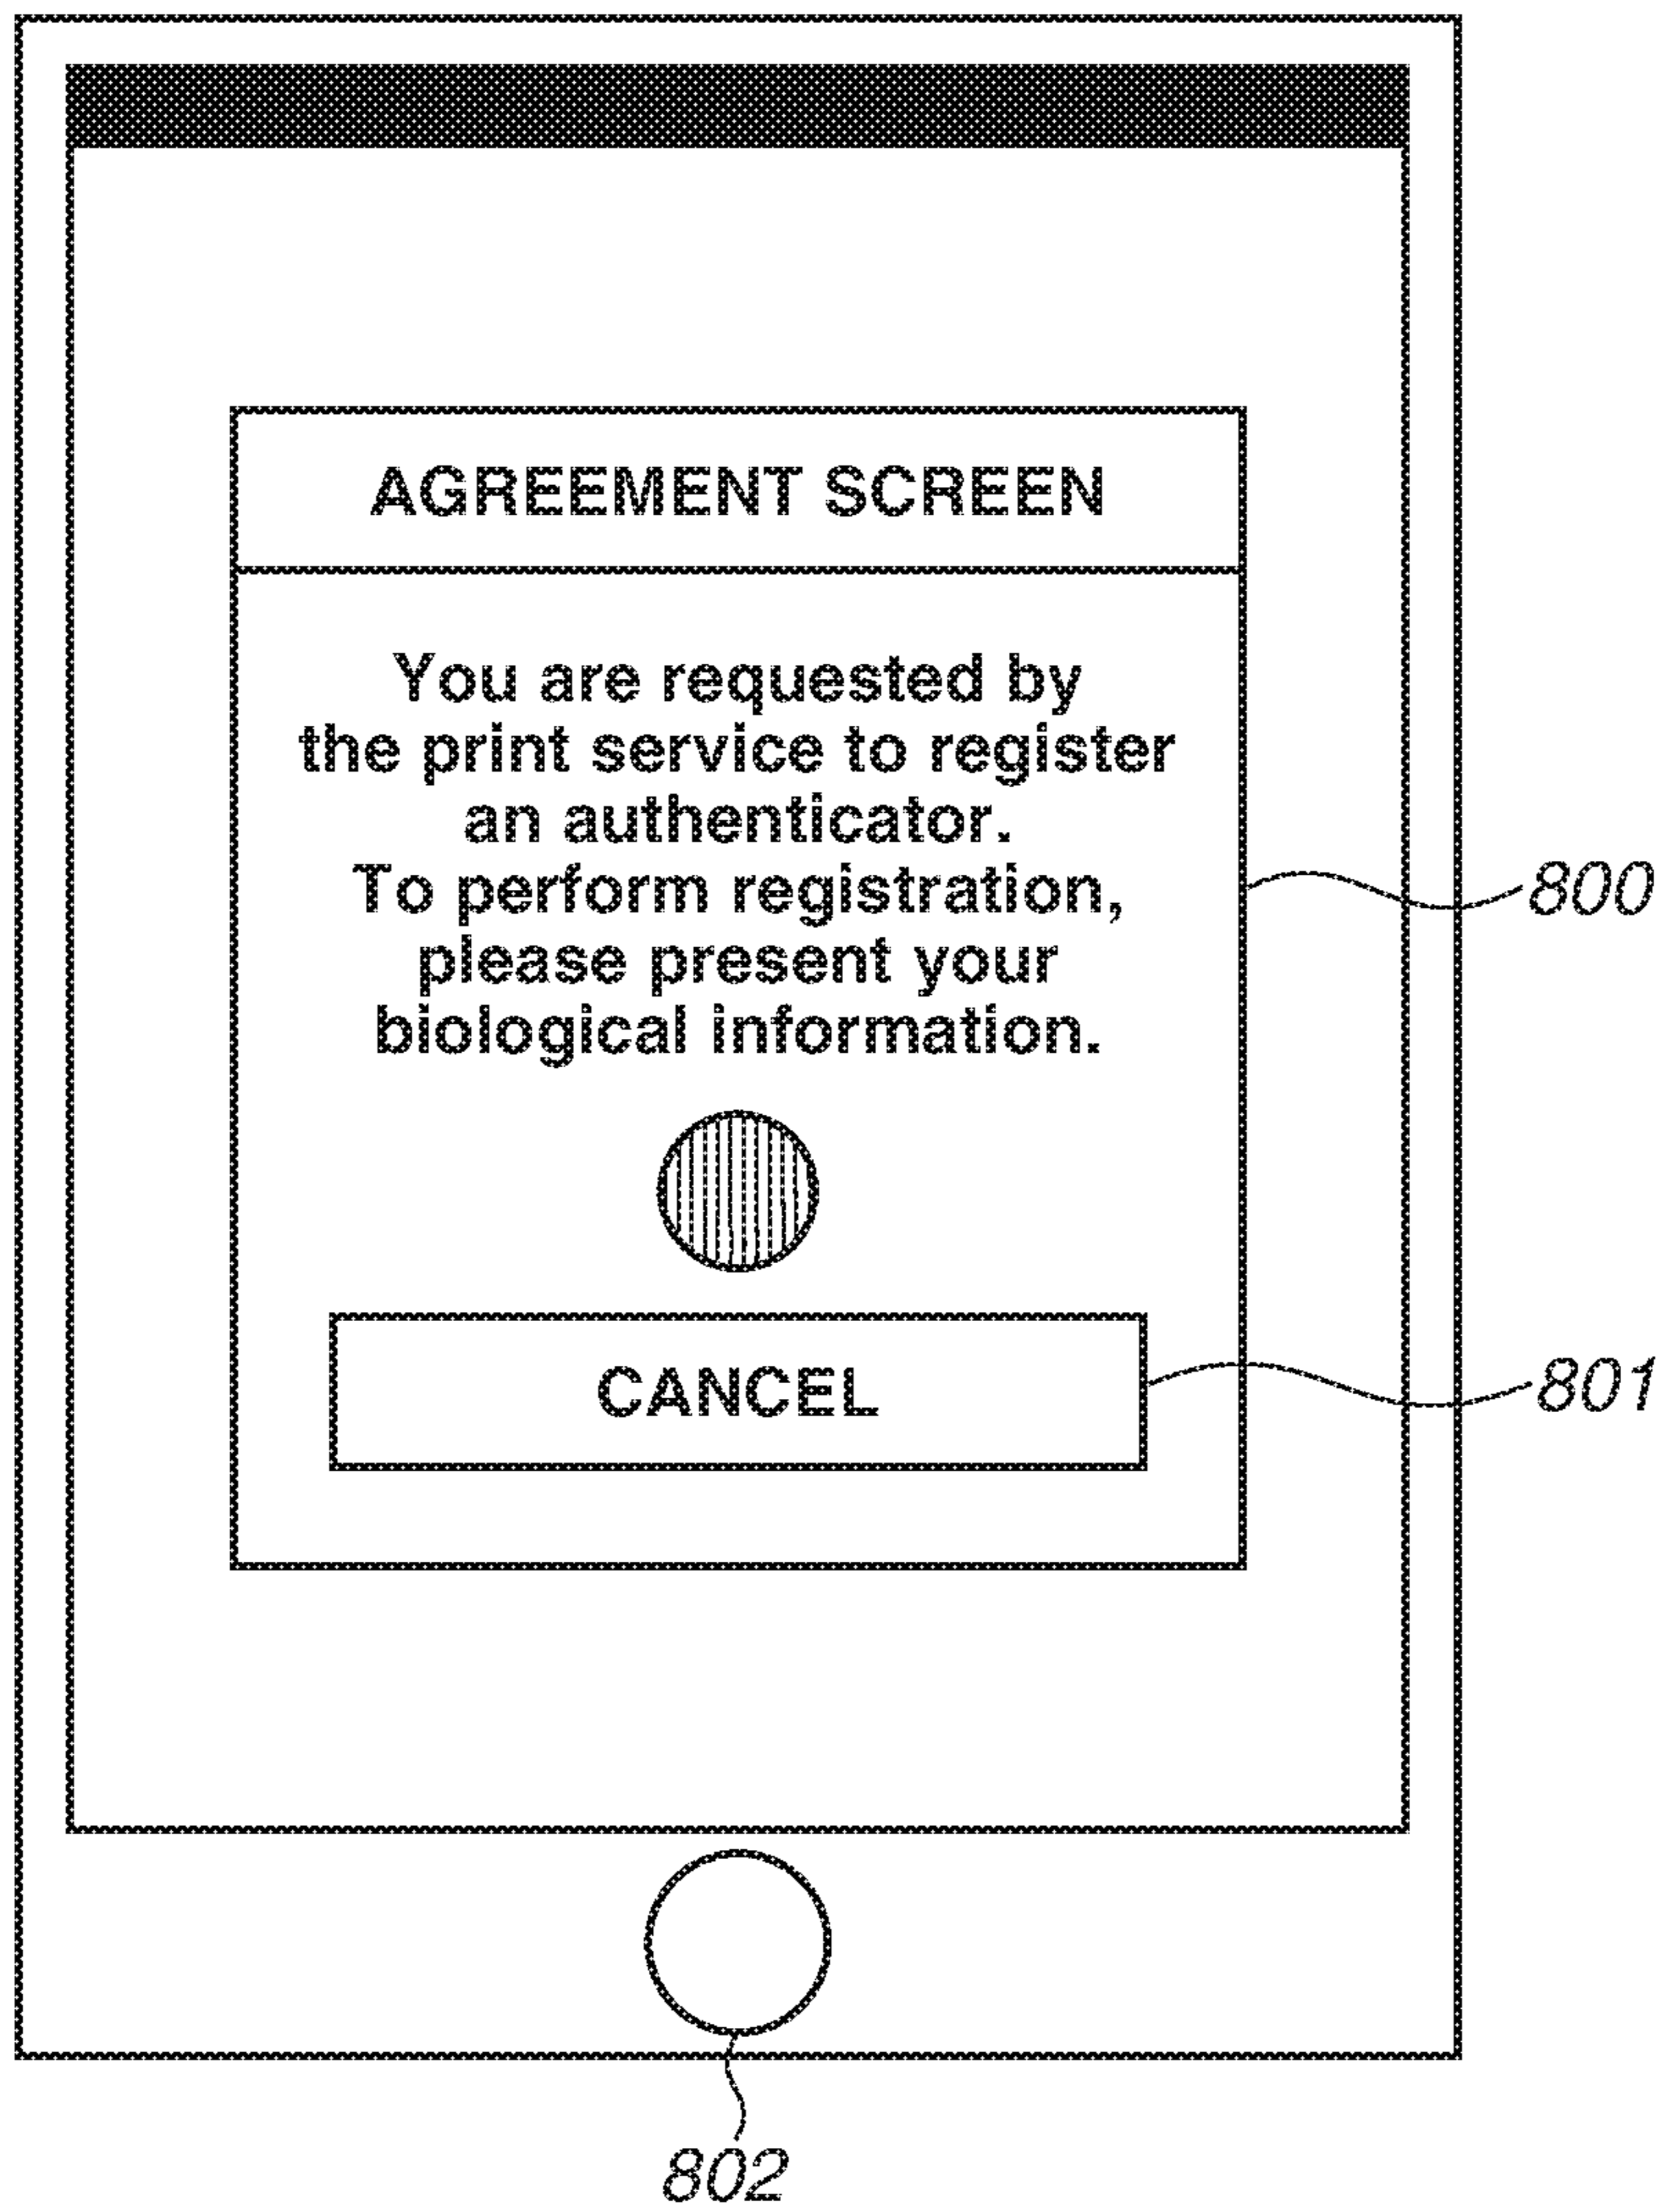 AGREEMENT SCREEN
You are requested by
the print service to register
an authenticator.
To perform registration,
please present your
biological information.
800
CANCEL
801
802